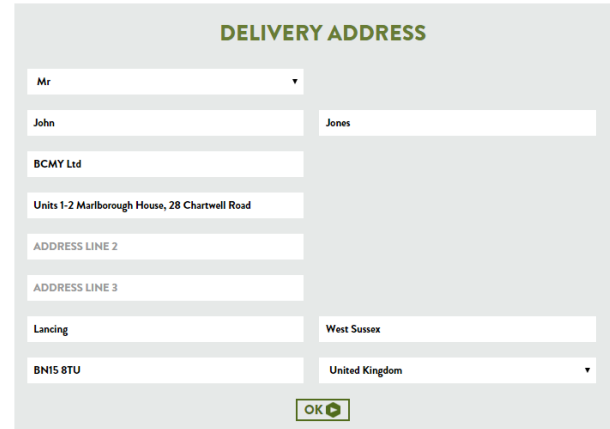 DELIVERY ADDRESS
Mr
John
Jones
BCMY Ltd
Units 1-2 Marlborough House, 28 Chartwell Road
ADDRESS LINE 2
ADDRESS LINE 3
Lancing
West Sussex
BN15 8TU
United Kingdom
OK